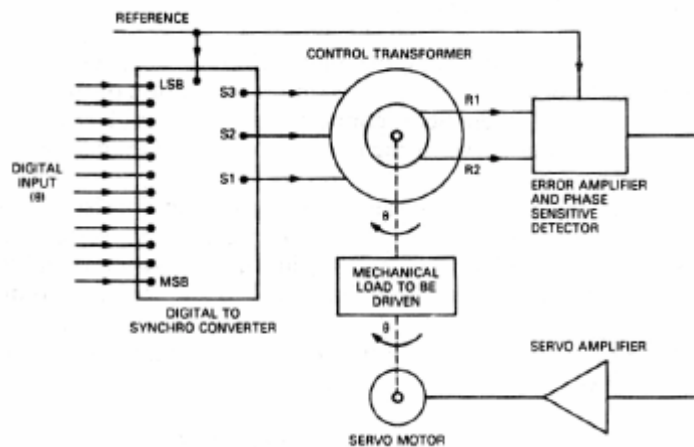 REFERENCE
CONTROL TRANSFORMER
LSB
S3
R1
S2
DIGITAL
INPUT
(θ)
S1
R2
ERROR AMPLIFIER
AND PHASE
SENSITIVE
DETECTOR
θ
MECHANICAL
LOAD TO BE
DRIVEN
MSB
DIGITAL TO
SYNCHRO CONVERTER
θ
SERVO AMPLIFIER
SERVO MOTOR